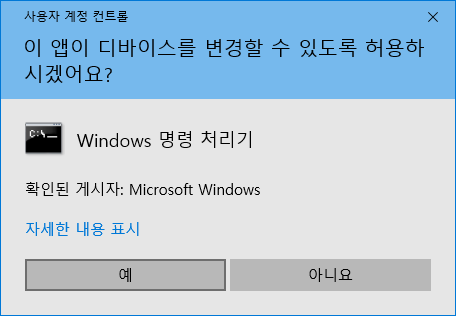 사용자 계정 컨트롤
이 앱이 디바이스를 변경할 수 있도록 허용하
시겠어요?
C:\_
Windows 명령 처리기
확인된 게시자: Microsoft Windows
자세한 내용 표시
예
아니요